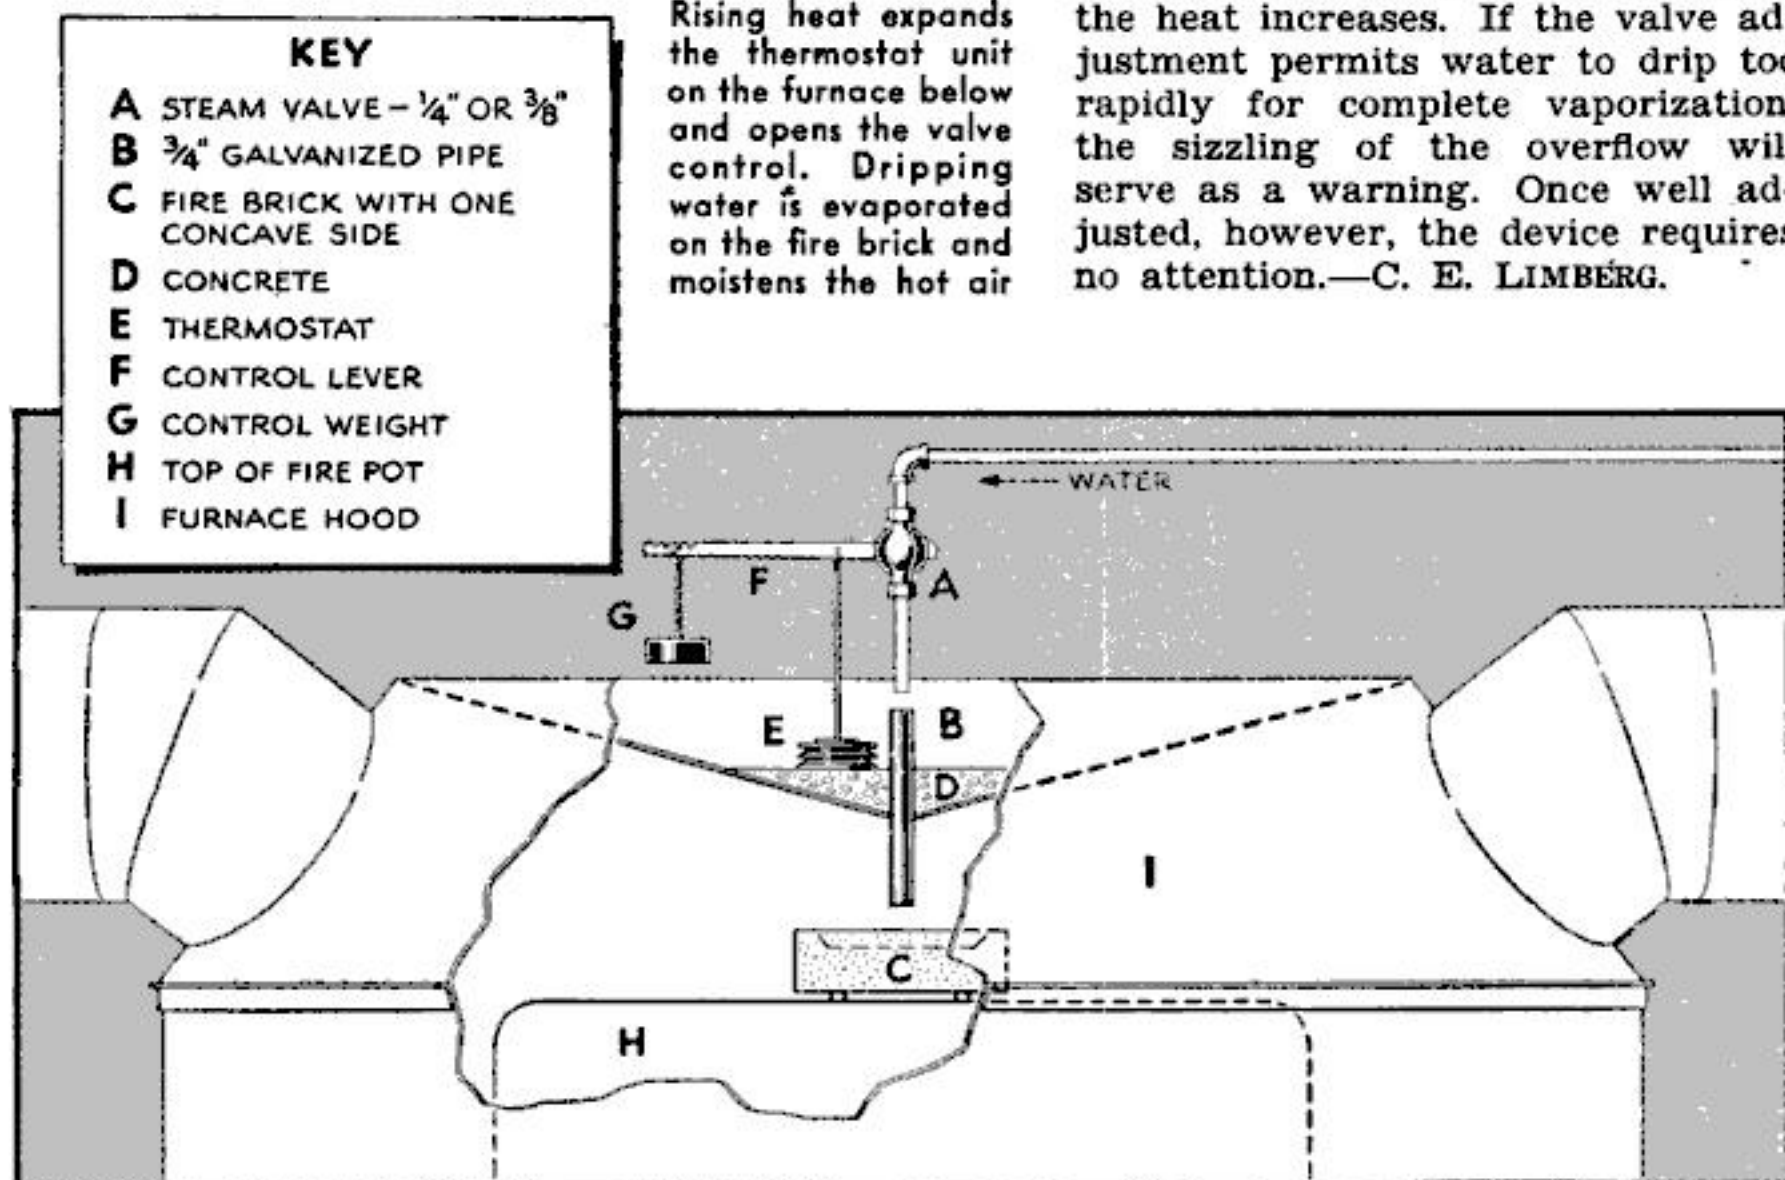 KEY
A STEAM VALVE - 1/4" OR 3/8"
B 3/4" GALVANIZED PIPE
C FIRE BRICK WITH ONE
CONCAVE SIDE
D CONCRETE
E THERMOSTAT
F CONTROL LEVER
G CONTROL WEIGHT
H TOP OF FIRE POT
I FURNACE HOOD
Rising heat expands
the thermostat unit
on the furnace below
and opens the valve
control. Dripping
water is evaporated
on the fire brick and
moistens the hot air
the heat increases. If the valve ad
justment permits water to drip too
rapidly for complete vaporization
the sizzling of the overflow wil
serve as a warning. Once well ad
justed, however, the device requires
no attention.—C. E. LIMBERG.
WATER
F
A
G
E
B
D
I
C
H